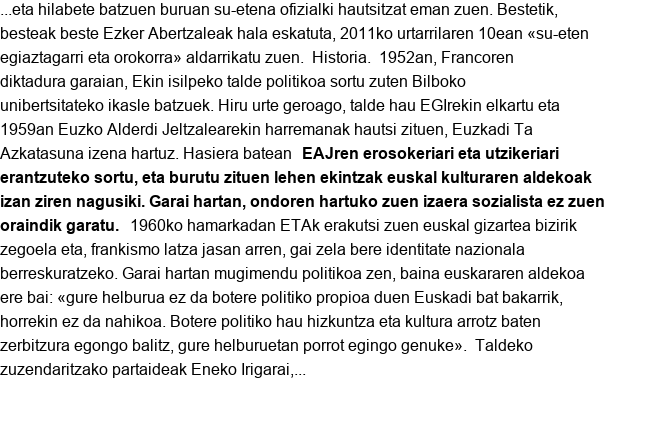 ...eta hilabete batzuen buruan su-etena ofizialki hautsitzat eman zuen. Bestetik,
besteak beste Ezker Abertzaleak hala eskatuta, 2011ko urtarrilaren 10ean «su-eten
egiaztagarri eta orokorra» aldarrikatu zuen.  Historia.  1952an, Francoren
diktadura garaian, Ekin isilpeko talde politikoa sortu zuten Bilboko
unibertsitateko ikasle batzuek. Hiru urte geroago, talde hau EGIrekin elkartu eta
1959an Euzko Alderdi Jeltzalearekin harremanak hautsi zituen, Euzkadi Ta
Azkatasuna izena hartuz. Hasiera batean  EAJren erosokeriari eta utzikeriari
erantzuteko sortu, eta burutu zituen lehen ekintzak euskal kulturaren aldekoak
izan ziren nagusiki. Garai hartan, ondoren hartuko zuen izaera sozialista ez zuen
oraindik garatu.  1960ko hamarkadan ETAk erakutsi zuen euskal gizartea bizirik
zegoela eta, frankismo latza jasan arren, gai zela bere identitate nazionala
berreskuratzeko. Garai hartan mugimendu politikoa zen, baina euskararen aldekoa
ere bai: «gure helburua ez da botere politiko propioa duen Euskadi bat bakarrik,
horrekin ez da nahikoa. Botere politiko hau hizkuntza eta kultura arrotz baten
zerbitzura egongo balitz, gure helburuetan porrot egingo genuke».  Taldeko
zuzendaritzako partaideak Eneko Irigarai,...